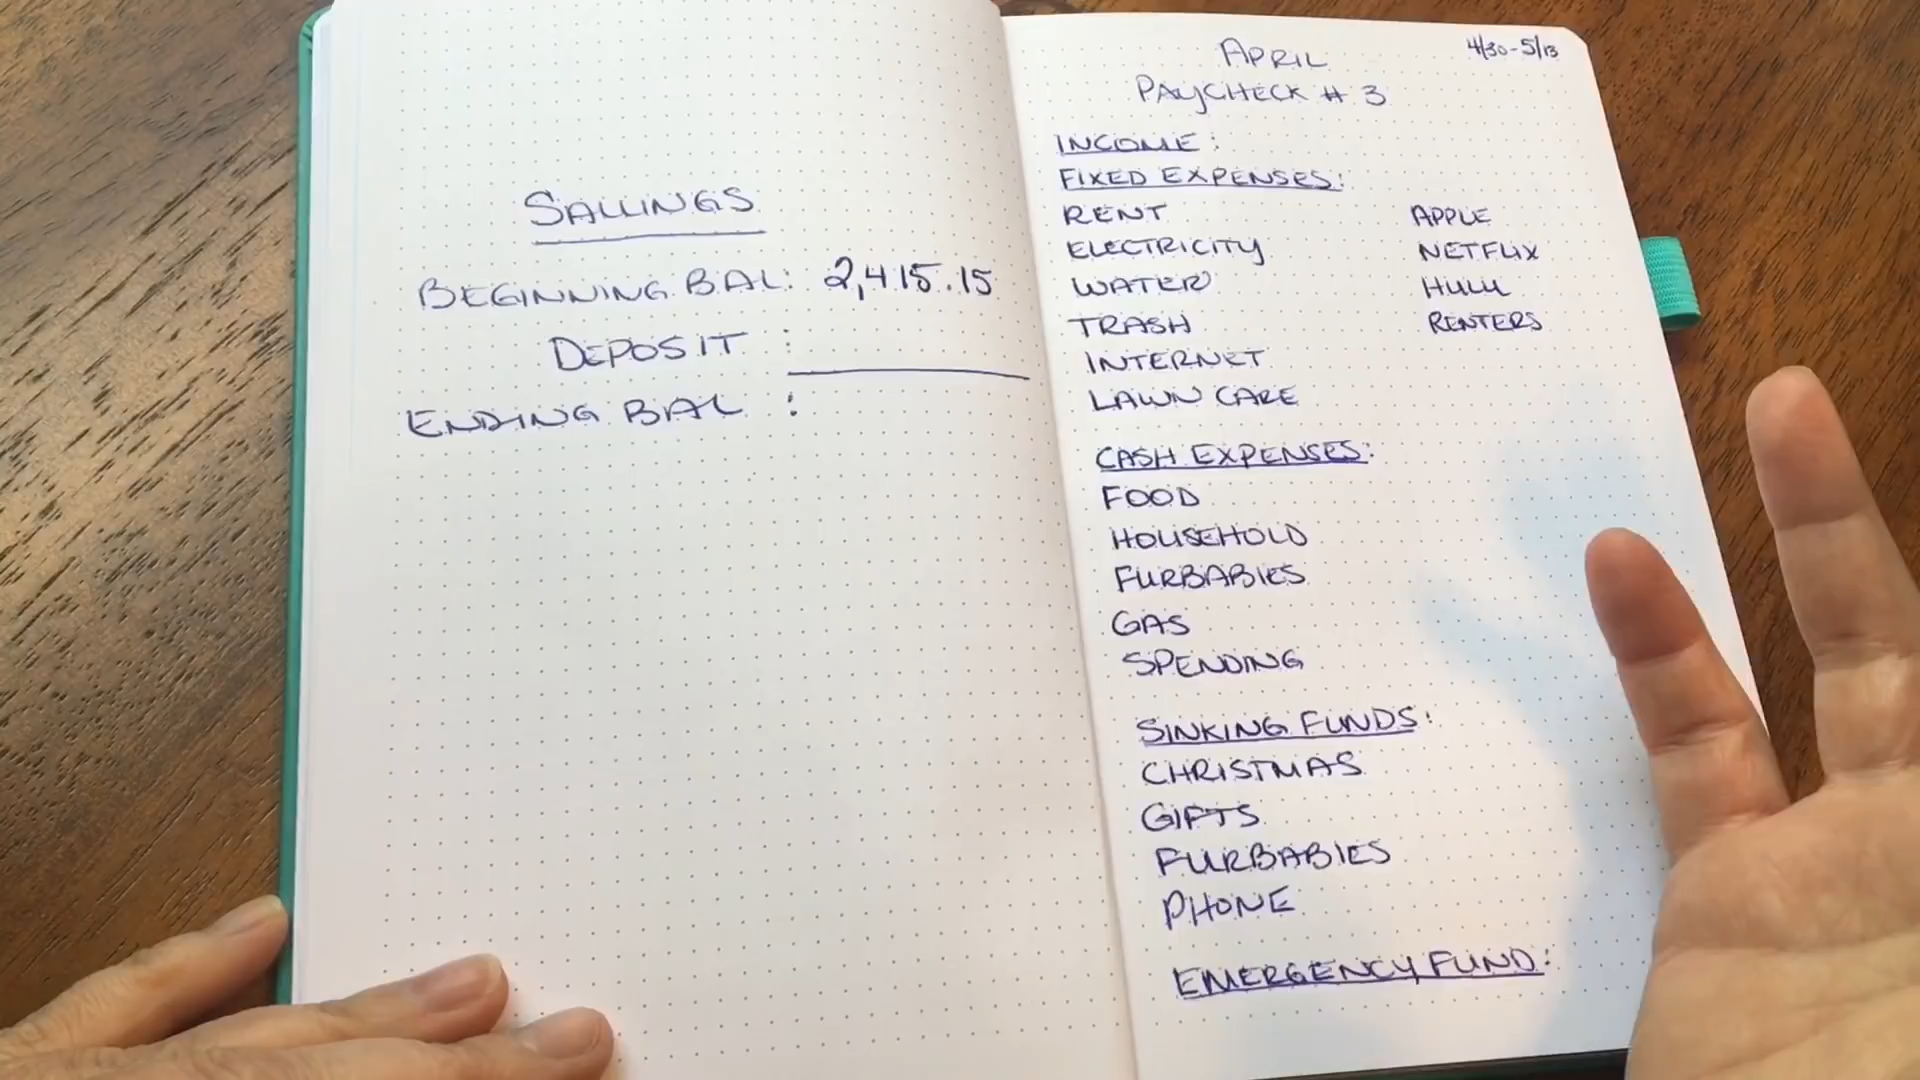 SAVINGS
BEGINNING BAL: 2,415.15
DEPOSIT :
ENDING BAL :
APRIL
4/30-5/13
PAYCHECK # 3
INCOME:
FIXED EXPENSES:
RENT
ELECTRICITY
WATER
TRASH
INTERNET
LAWN CARE
APPLE
NETFLIX
HULU
RENTERS
CASH EXPENSES:
FOOD
HOUSEHOLD
FURBABIES
GAS
SPENDING
SINKING FUNDS:
CHRISTMAS
GIFTS
FURBABIES
PHONE
EMERGENCY FUND: